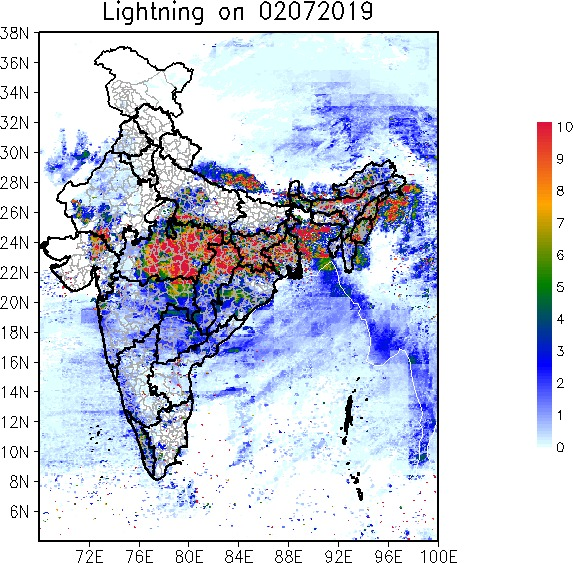 Lightning on 02072019
38N
36N
34N
32N
30N
28N
26N
24N
22N
20N
18N
16N
14N
12N
10N
8N
6N
72E 76E 80E 84E 88E 92E 96E 100E
10
9
8
7
6
5
4
3
2
1
0